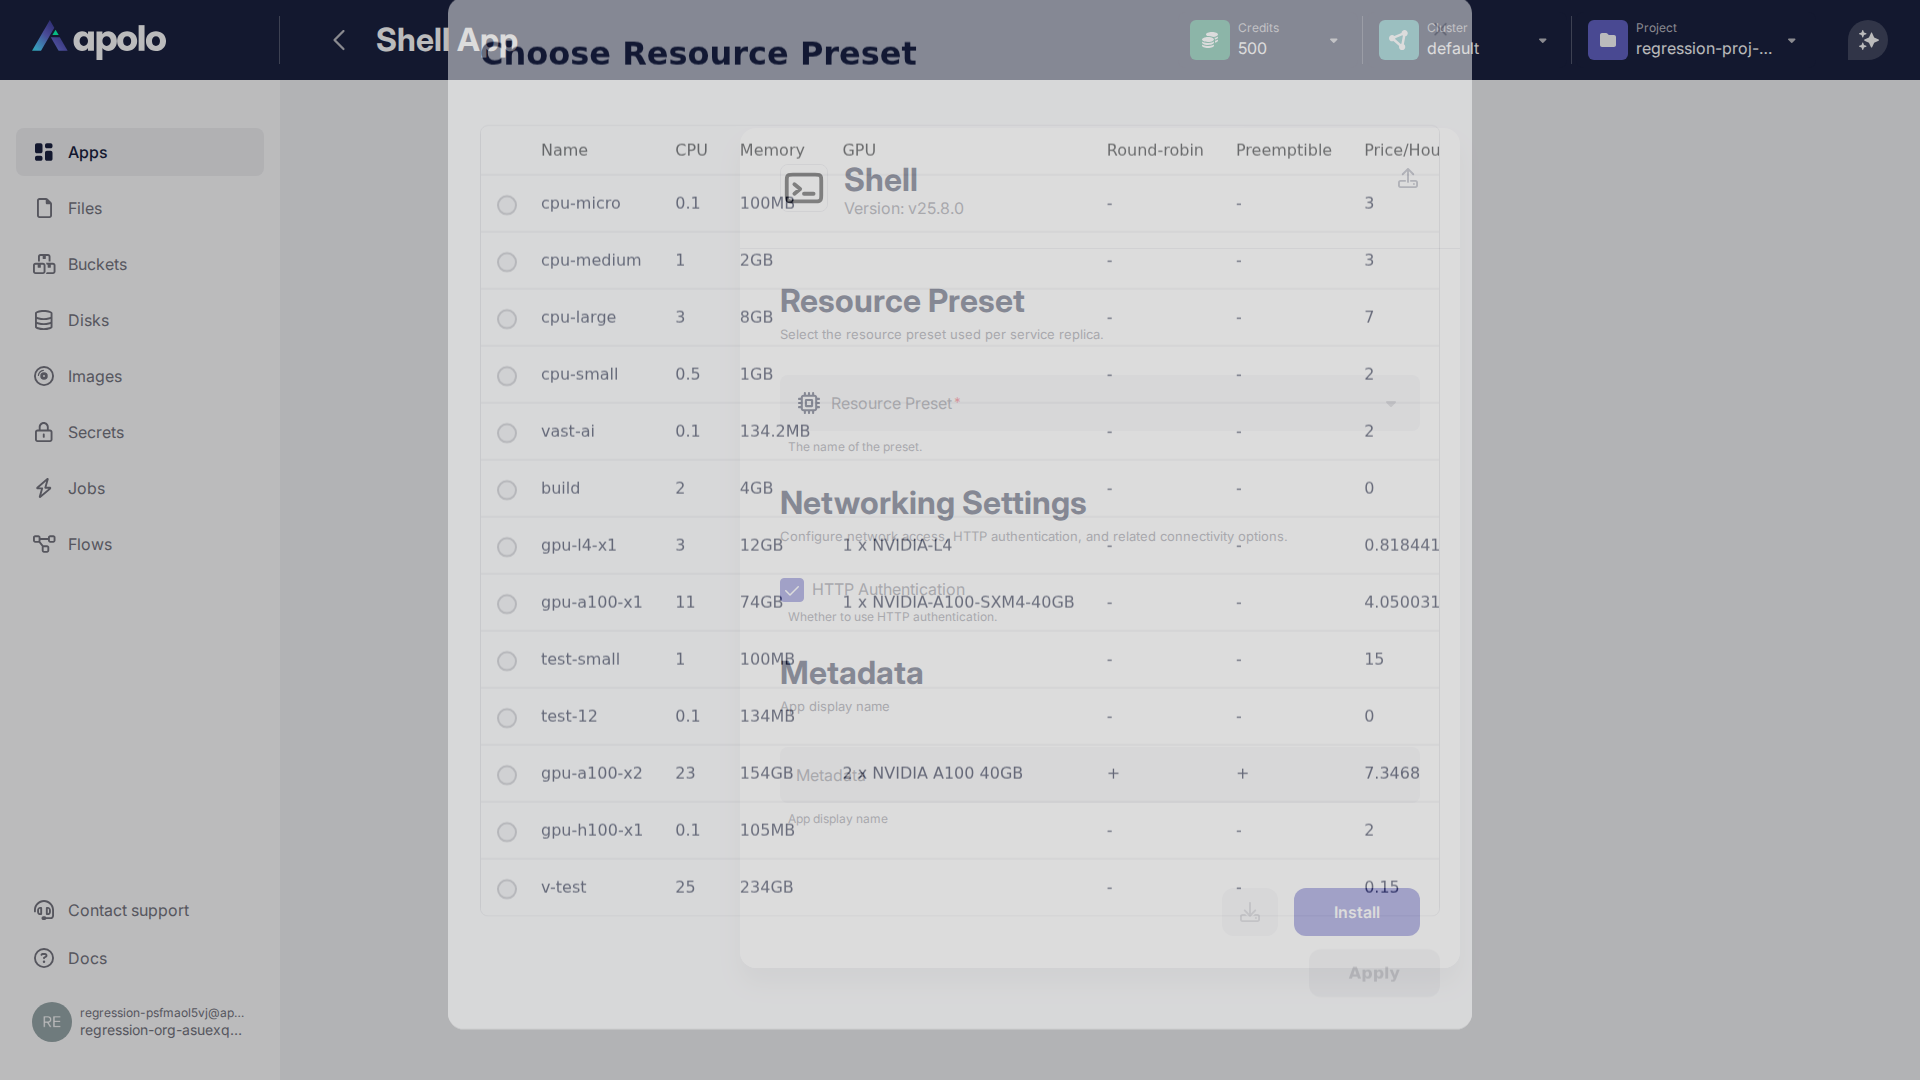 apolo
Shell App
Choose Resource Preset
Credits
500
Cluster
default
Project
regression-proj-...
Apps
Files
Buckets
Disks
Images
Secrets
Jobs
Flows
Contact support
Docs
RE
regression-psfmaol5vj@ap...
regression-org-asuexq...
Name CPU Memory GPU Round-robin Preemptible Price/Hou
cpu-micro 0.1 100MB - - 3
cpu-medium 1 2GB - - 3
cpu-large 3 8GB - - 7
cpu-small 0.5 1GB - - 2
vast-ai 0.1 134.2MB - - 2
build 2 4GB - - 0
gpu-l4-x1 3 12GB 1 x NVIDIA-L4 - - 0.818441
gpu-a100-x1 11 74GB 1 x NVIDIA-A100-SXM4-40GB - - 4.050031
test-small 1 100MB - - 15
test-12 0.1 134MB - - 0
gpu-a100-x2 23 154GB 2 x NVIDIA A100 40GB + + 7.3468
gpu-h100-x1 0.1 105MB - - 2
v-test 25 234GB - - 0.15
Apply
Shell
Version: v25.8.0
Resource Preset
Select the resource preset used per service replica.
Resource Preset*
The name of the preset.
Networking Settings
Configure network access, HTTP authentication, and related connectivity options.
HTTP Authentication
Whether to use HTTP authentication.
Metadata
App display name
Metadata
App display name
Install